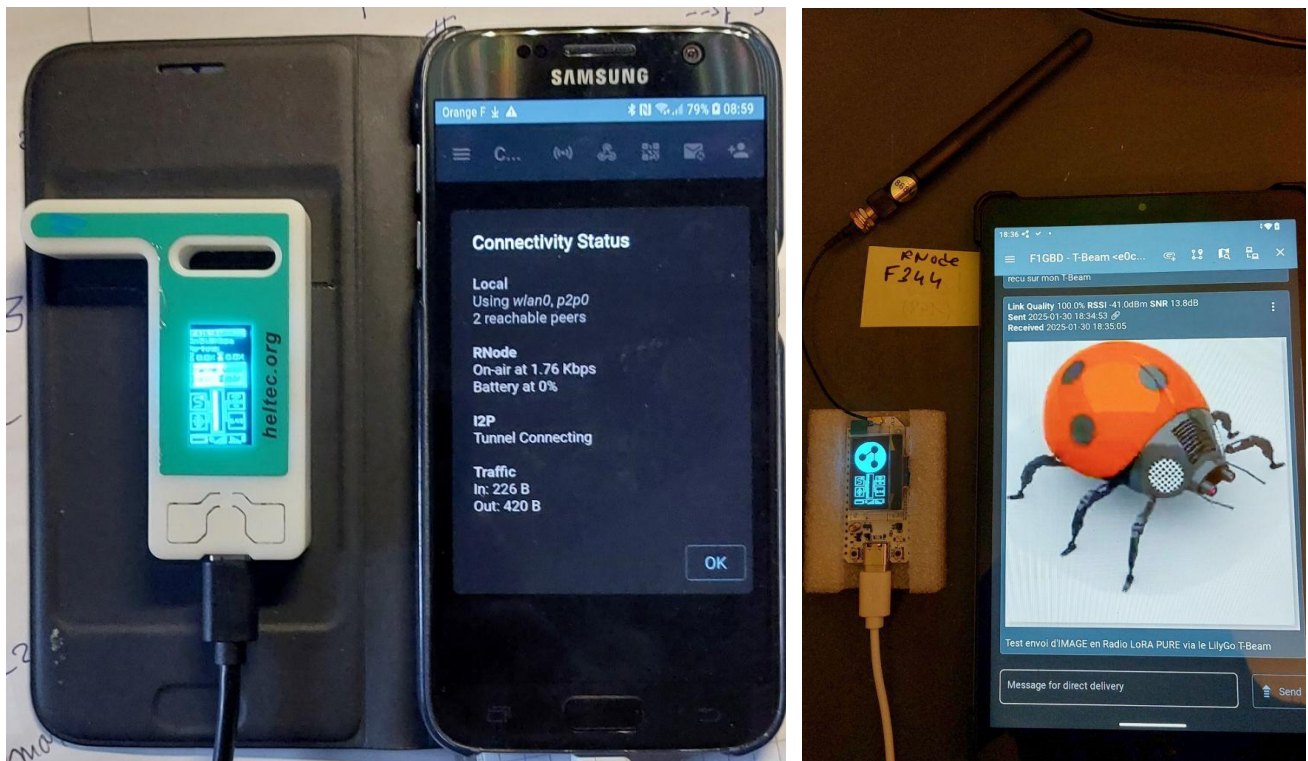 SAMSUNG
Orange F
79% 08:59
C...
Connectivity Status
Local
Using wlan0, p2p0
2 reachable peers
RNode
On-air at 1.76 Kbps
Battery at 0%
I2P
Tunnel Connecting
Traffic
In: 226 B
Out: 420 B
OK
heltec.org
868
RNode
F344
18:36
F1GBD - T-Beam <e0c...
recu sur mon T-Beam
Link Quality 100.0% RSSI -41.0dBm SNR 13.8dB
Sent 2025-01-30 18:34:53
Received 2025-01-30 18:35:05
Test envoi d'IMAGE en Radio LoRA PURE via le LilyGo T-Beam
Message for direct delivery
Send